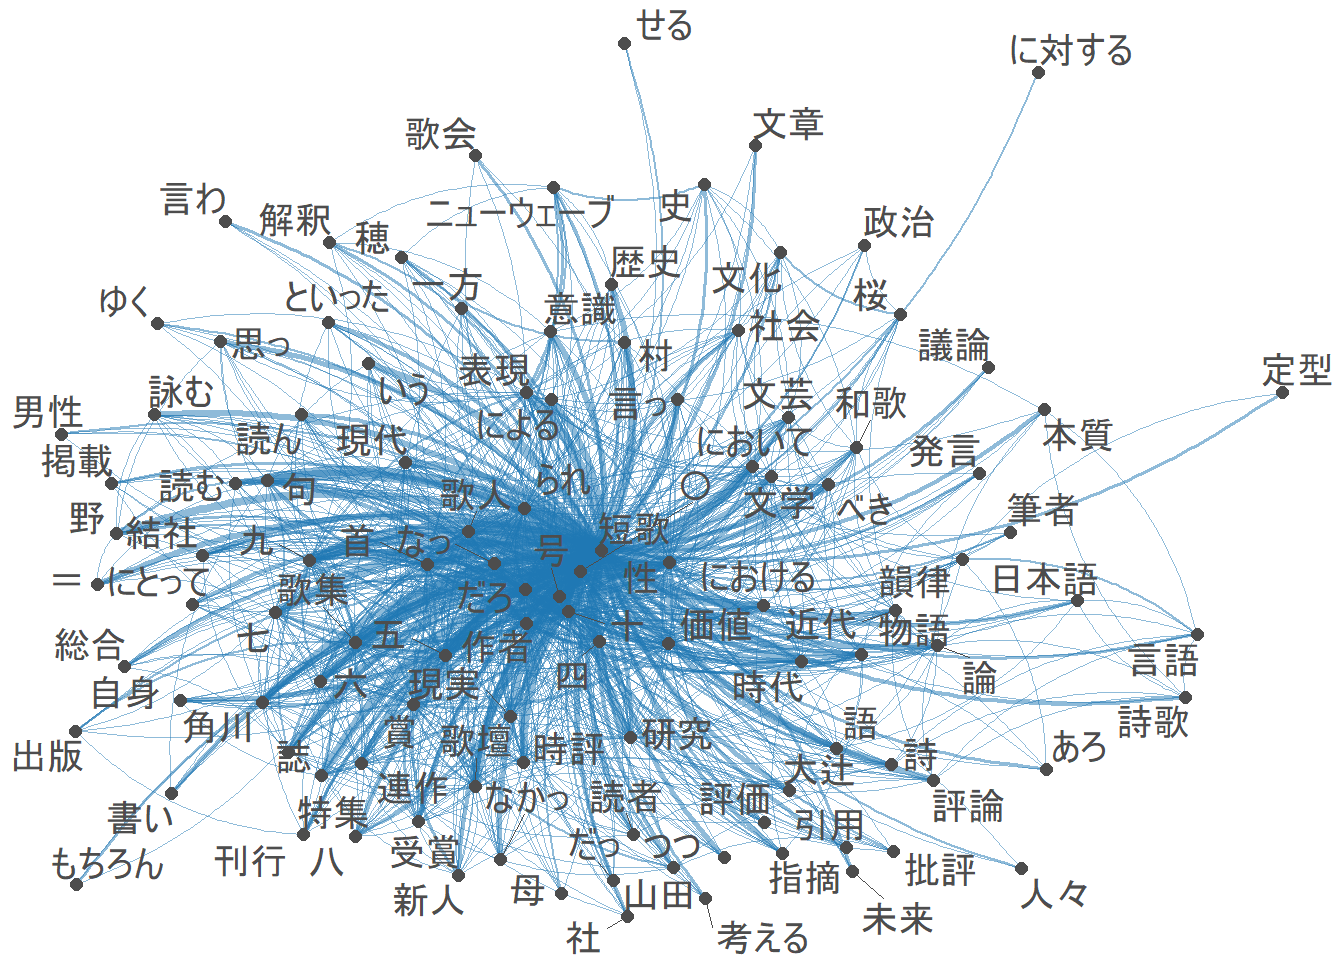 せる
に対する
文章
歌会
言わ
解釈
穂
ニューウェーブ
史
政治
歴史
文化
一方
といった
ゆく
意識
桜
社会
思っ
村
議論
定型
表現
いう
詠む
男性
言っ
文芸
和歌
による
読ん
現代
において
本質
発言
掲載
読む
句
歌人
られ
〇
文学
べき
筆者
野
結社
九
首
なっ
号
短歌
＝
にとって
歌集
だろ
性
における
韻律
日本語
総合
七
五
作者
十
価値
近代
物語
言語
自身
六
現実
四
時代
論
角川
賞
歌壇
時評
研究
語
詩歌
出版
誌
連作
大辻
詩
あろ
書い
特集
なかっ
読者
評価
引用
評論
もちろん
刊行
八
受賞
だっ
つつ
指摘
批評
新人
母
山田
未来
人々
社
考える